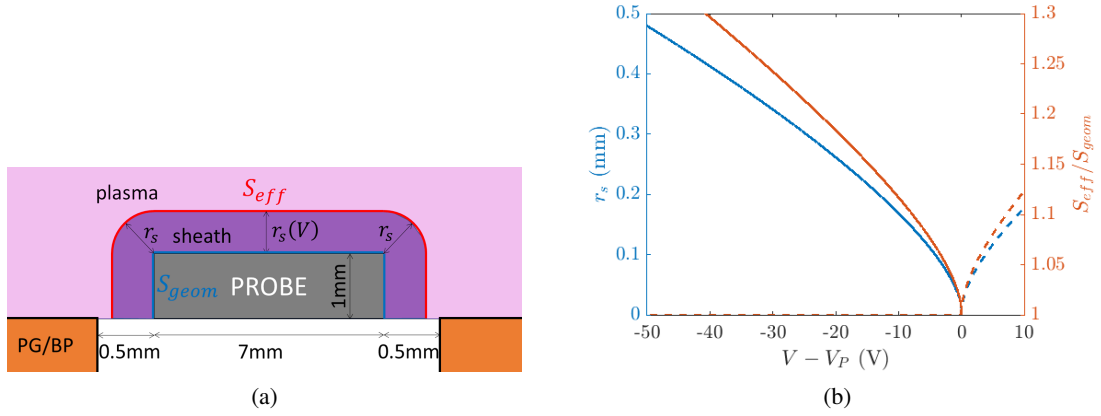 plasma
S_eff
r_s
sheath
r_s(V)
r_s
S_geom PROBE
1mm
PG/BP
0.5mm
7mm
0.5mm
(a)
0.5
0.4
0.3
0.2
0.1
0
r_s (mm)
-50 -40 -30 -20 -10 0 10
V − V_P (V)
1.3
1.25
1.2
1.15
1.1
1.05
1
S_eff/S_geom
(b)